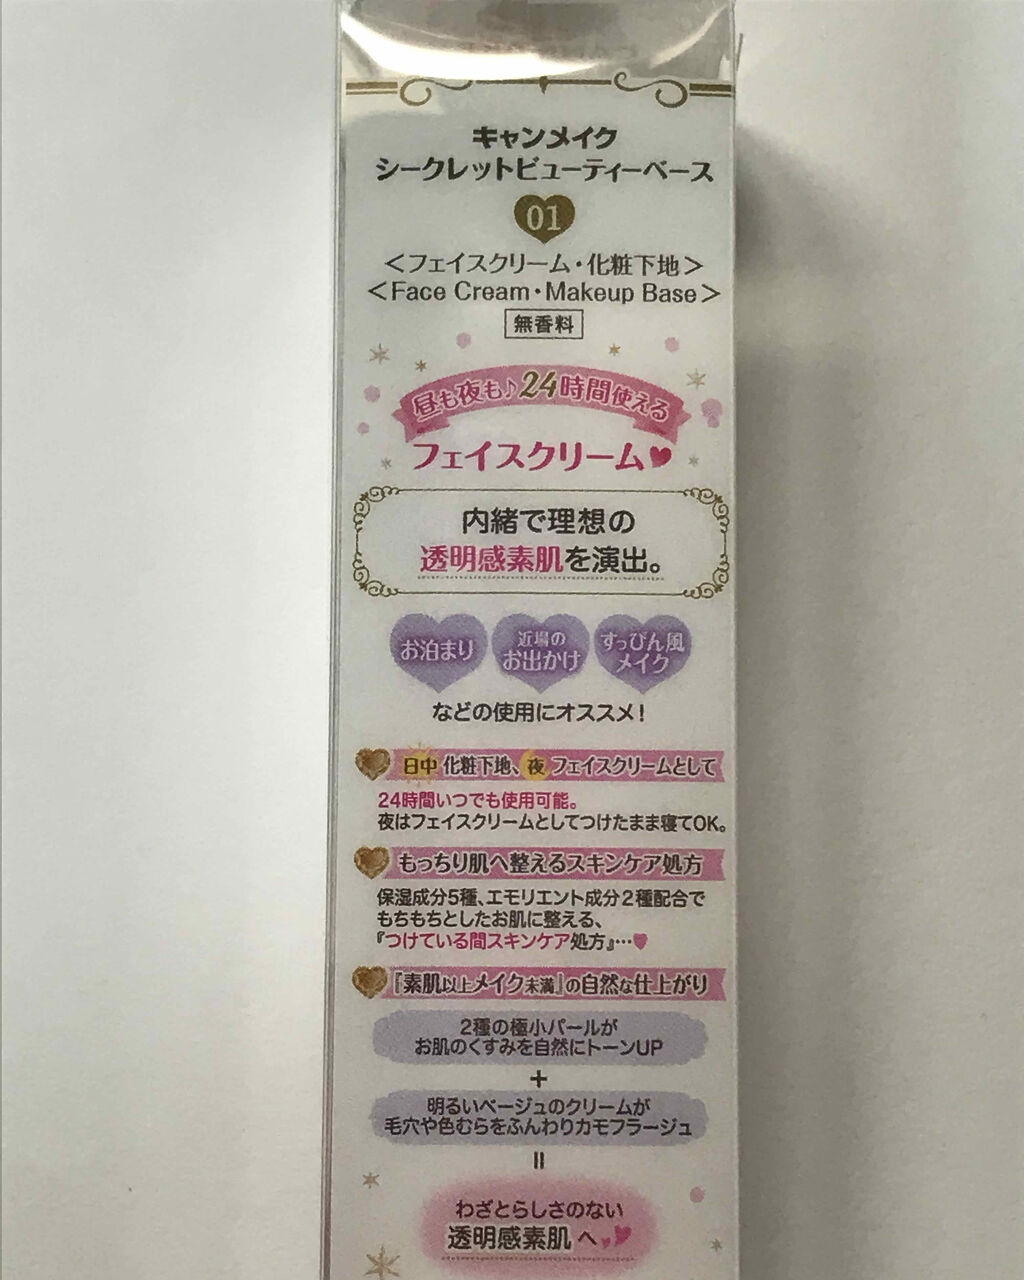 キャンメイク
シークレットビューティーベース
01
＜フェイスクリーム・化粧下地＞
＜Face Cream・Makeup Base＞
無香料
昼も夜も♪24時間使える
フェイスクリーム♥
内緒で理想の
透明感素肌を演出。
お泊まり
近場の
お出かけ
すっぴん風
メイク
などの使用にオススメ!
日中 化粧下地、夜 フェイスクリームとして
24時間いつでも使用可能。
夜はフェイスクリームとしてつけたまま寝てOK。
もっちり肌へ整えるスキンケア処方
保湿成分5種、エモリエント成分2種配合で
もちもちとしたお肌に整える、
『つけている間スキンケア処方』…♥
『素肌以上メイク未満』の自然な仕上がり
2種の極小パールが
お肌のくすみを自然にトーンUP
+
明るいベージュのクリームが
毛穴や色むらをふんわりカモフラージュ
=
わざとらしさのない
透明感素肌へ♥♥